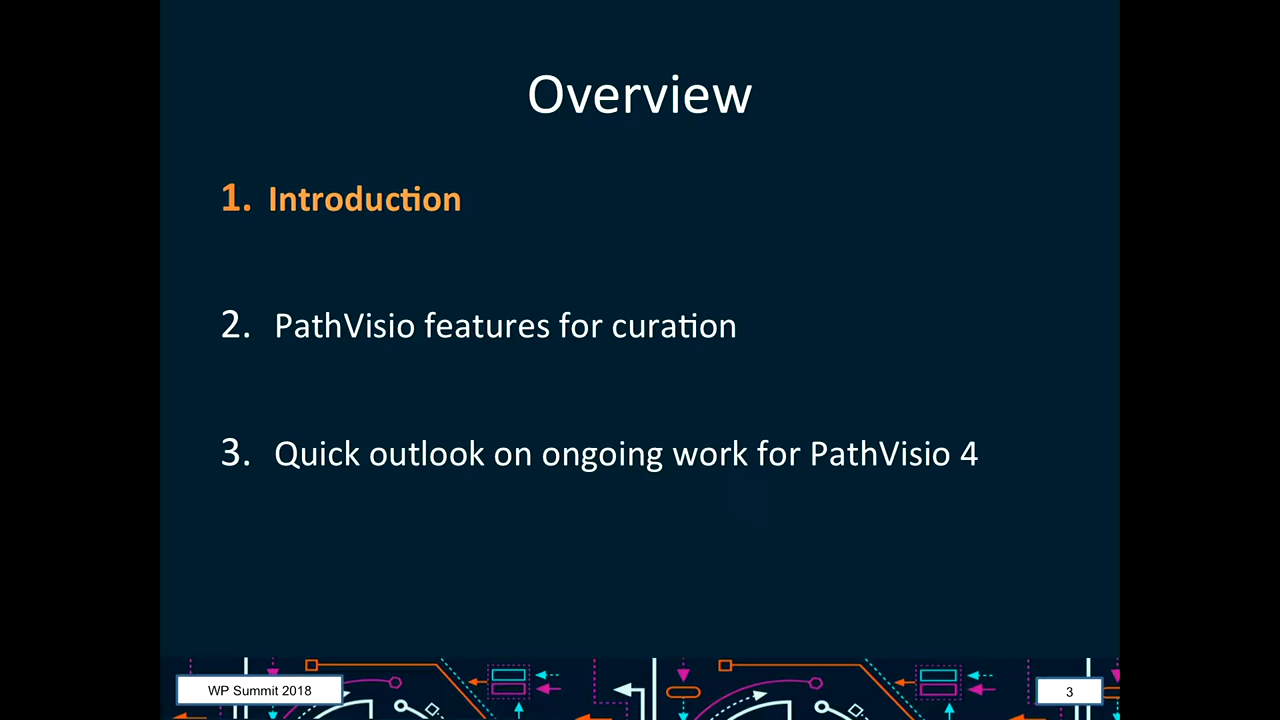 Overview
1. Introduction
2. PathVisio features for curation
3. Quick outlook on ongoing work for PathVisio 4
WP Summit 2018
3